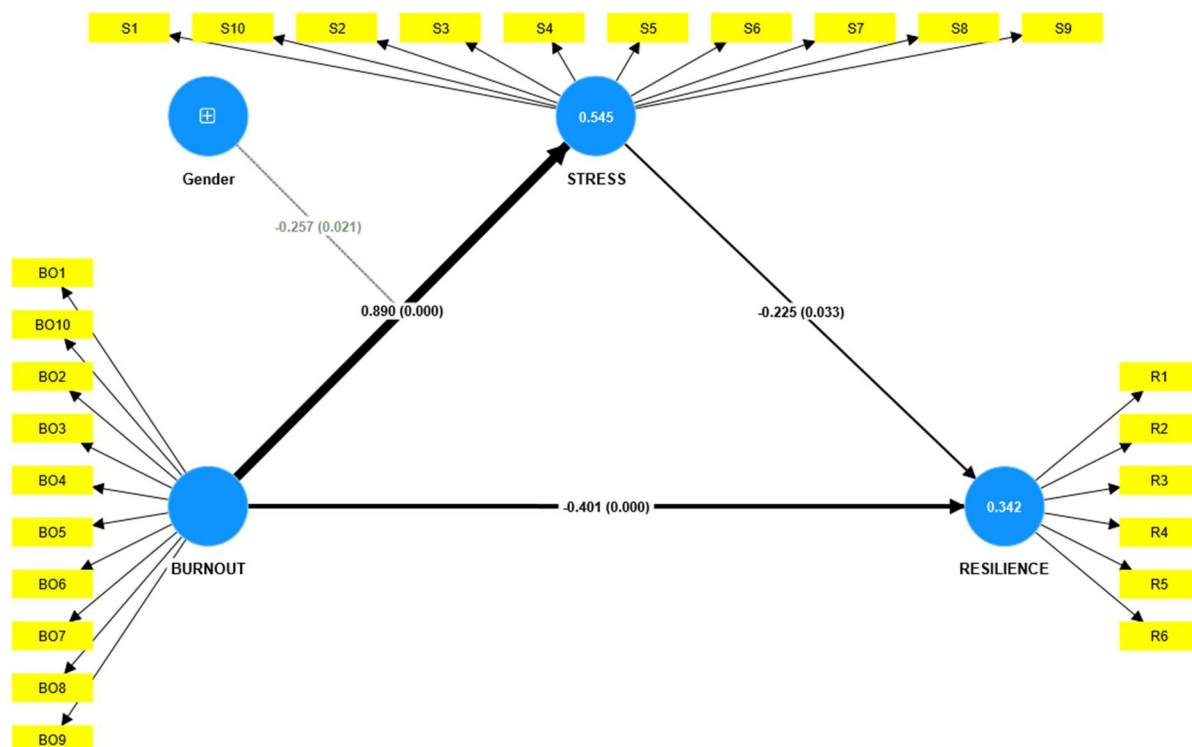 S1
S10
S2
S3
S4
S5
S6
S7
S8
S9
0.545
Gender
STRESS
-0.257 (0.021)
0.890 (0.000)
-0.225 (0.033)
BO1
BO10
BO2
BO3
BO4
BO5
BO6
BO7
BO8
BO9
BURNOUT
-0.401 (0.000)
0.342
RESILIENCE
R1
R2
R3
R4
R5
R6